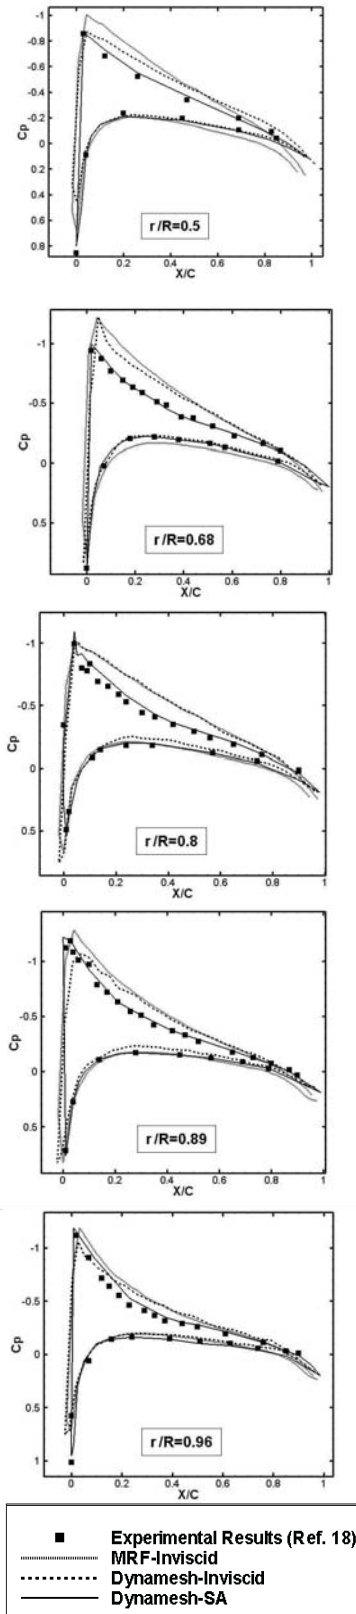 -1
-0.8
-0.6
-0.4
-0.2
0
0.2
0.4
0.6
0.8
Cp
r/R=0.5
0 0.2 0.4 0.6 0.8 1
X/C
-1
-0.5
0
0.5
Cp
r/R=0.68
0 0.2 0.4 0.6 0.8 1
X/C
-1
-0.5
0
0.5
Cp
r/R=0.8
0 0.2 0.4 0.6 0.8 1
X/C
-1
-0.5
0
0.5
Cp
r/R=0.89
0 0.2 0.4 0.6 0.8 1
X/C
-1
-0.5
0
0.5
1
Cp
r/R=0.96
0 0.2 0.4 0.6 0.8 1
X/C
Experimental Results (Ref. 18)
MRF-Inviscid
Dynamesh-Inviscid
Dynamesh-SA